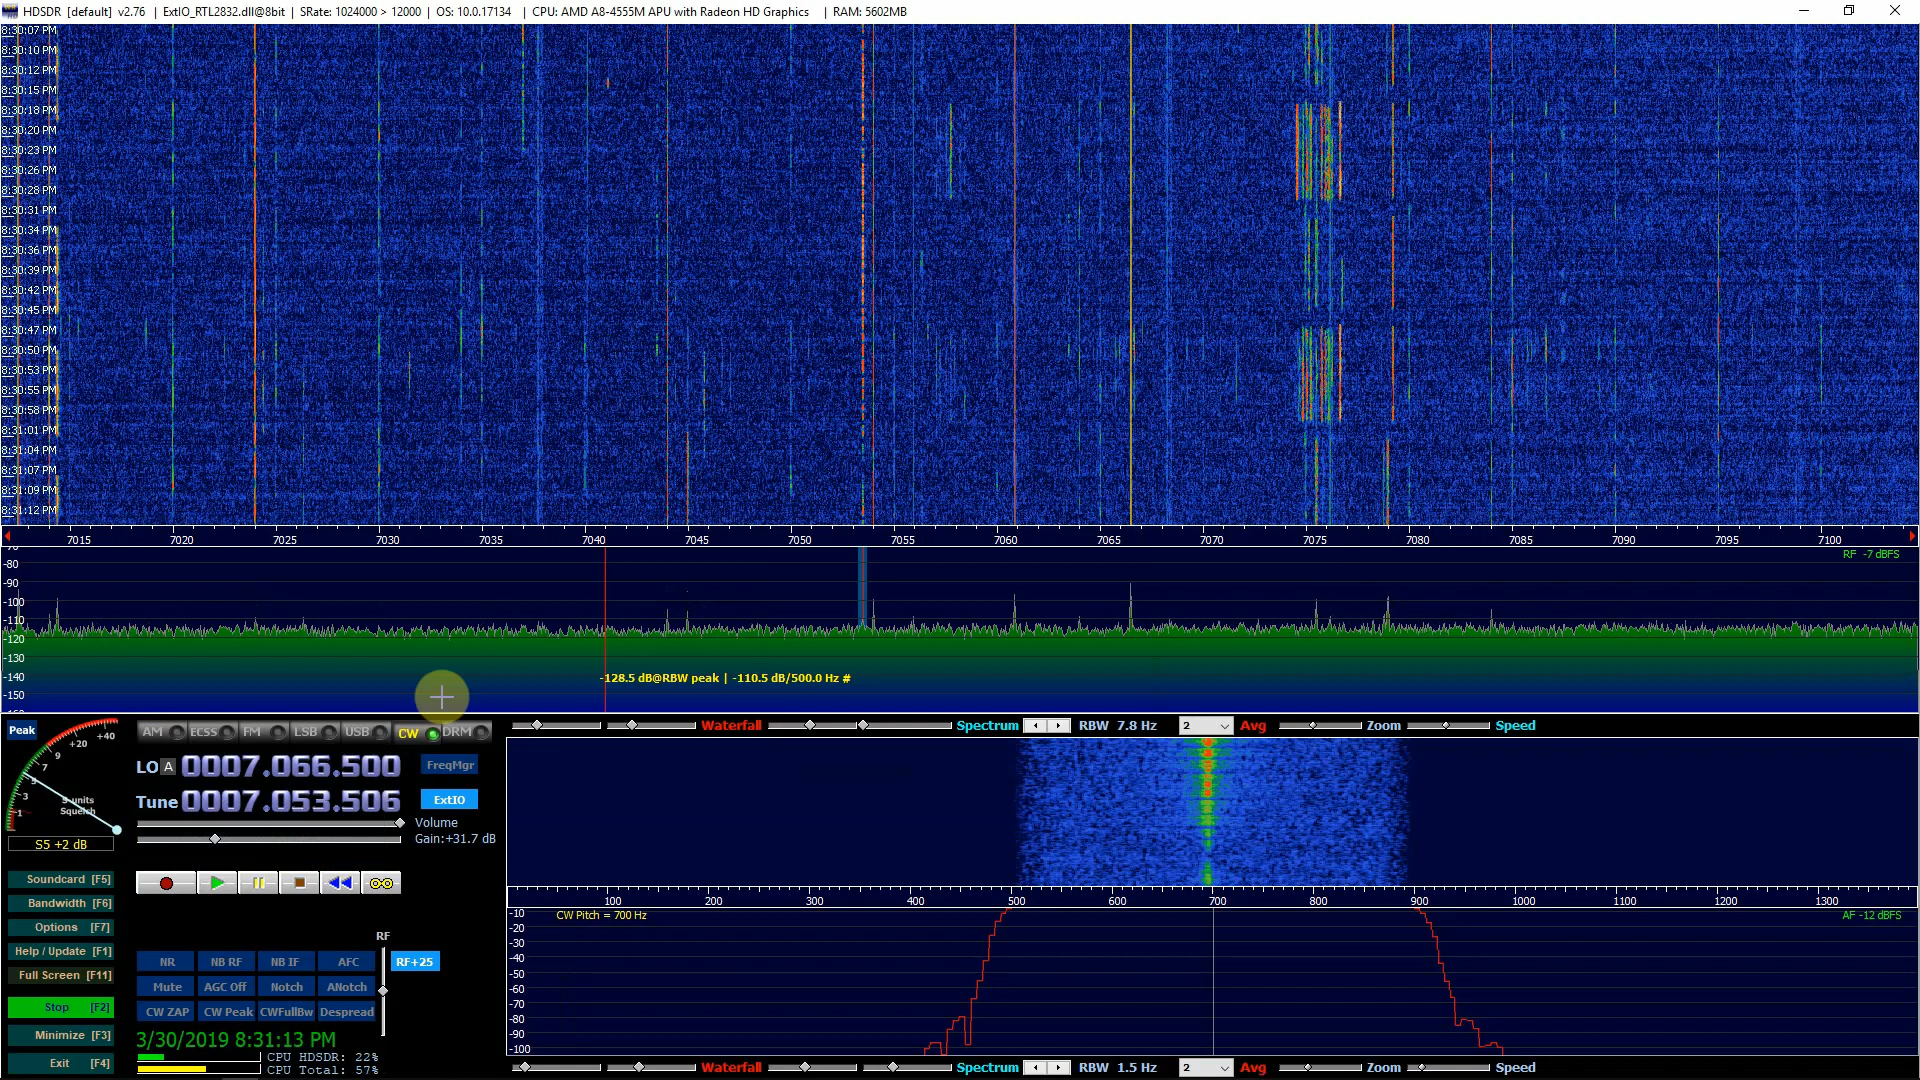 HDSDR [default] v2.76 | ExtIO_RTL2832.dll@8bit | SRate: 1024000 > 12000 | OS: 10.0.17134 | CPU: AMD A8-4555M APU with Radeon HD Graphics | RAM: 5602MB
8:30:07 PM
8:30:10 PM
8:30:12 PM
8:30:15 PM
8:30:18 PM
8:30:20 PM
8:30:23 PM
8:30:26 PM
8:30:28 PM
8:30:31 PM
8:30:34 PM
8:30:36 PM
8:30:39 PM
8:30:42 PM
8:30:45 PM
8:30:47 PM
8:30:50 PM
8:30:53 PM
8:30:55 PM
8:30:58 PM
8:31:01 PM
8:31:04 PM
8:31:07 PM
8:31:09 PM
8:31:12 PM
7015 7020 7025 7030 7035 7040 7045 7050 7055 7060 7065 7070 7075 7080 7085 7090 7095 7100
RF -7 dBFS
-80
-90
-100
-110
-120
-130
-140
-150
-128.5 dB@RBW peak | -110.5 dB/500.0 Hz #
Peak
+40
+20
9
7
5
3
1
S-units
Squelch
S5 +2 dB
AM ECSS FM LSB USB CW DRM
LO A 0007.066.500 FreqMgr
Tune 0007.053.506 ExtIO
Volume
Gain:+31.7 dB
Waterfall Spectrum RBW 7.8 Hz 2 Avg Zoom Speed
Soundcard [F5]
Bandwidth [F6]
Options [F7]
Help / Update [F1]
Full Screen [F11]
Stop [F2]
Minimize [F3]
Exit [F4]
RF
NR NB RF NB IF AFC RF+25
Mute AGC Off Notch ANotch
CW ZAP CW Peak CWFullBw Despread
3/30/2019 8:31:13 PM
CPU HDSDR: 22%
CPU Total: 57%
100 200 300 400 500 600 700 800 900 1000 1100 1200 1300
CW Pitch = 700 Hz
AF -12 dBFS
-10
-20
-30
-40
-50
-60
-70
-80
-90
-100
Waterfall Spectrum RBW 1.5 Hz 2 Avg Zoom Speed